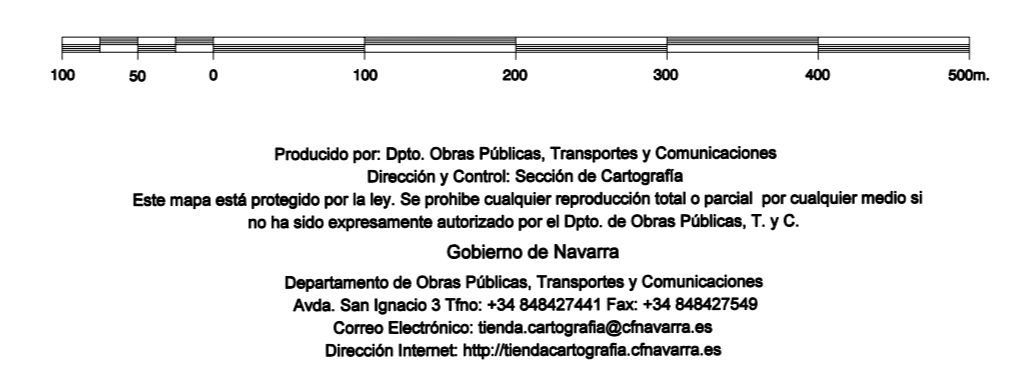 100 50 0 100 200 300 400 500m.
Producido por: Dpto. Obras Públicas, Transportes y Comunicaciones
Dirección y Control: Sección de Cartografía
Este mapa está protegido por la ley. Se prohibe cualquier reproducción total o parcial por cualquier medio si
no ha sido expresamente autorizado por el Dpto. de Obras Públicas, T. y C.
Gobierno de Navarra
Departamento de Obras Públicas, Transportes y Comunicaciones
Avda. San Ignacio 3 Tfno: +34 848427441 Fax: +34 848427549
Correo Electrónico: tienda.cartografia@cfnavarra.es
Dirección Internet: http://tiendacartografia.cfnavarra.es